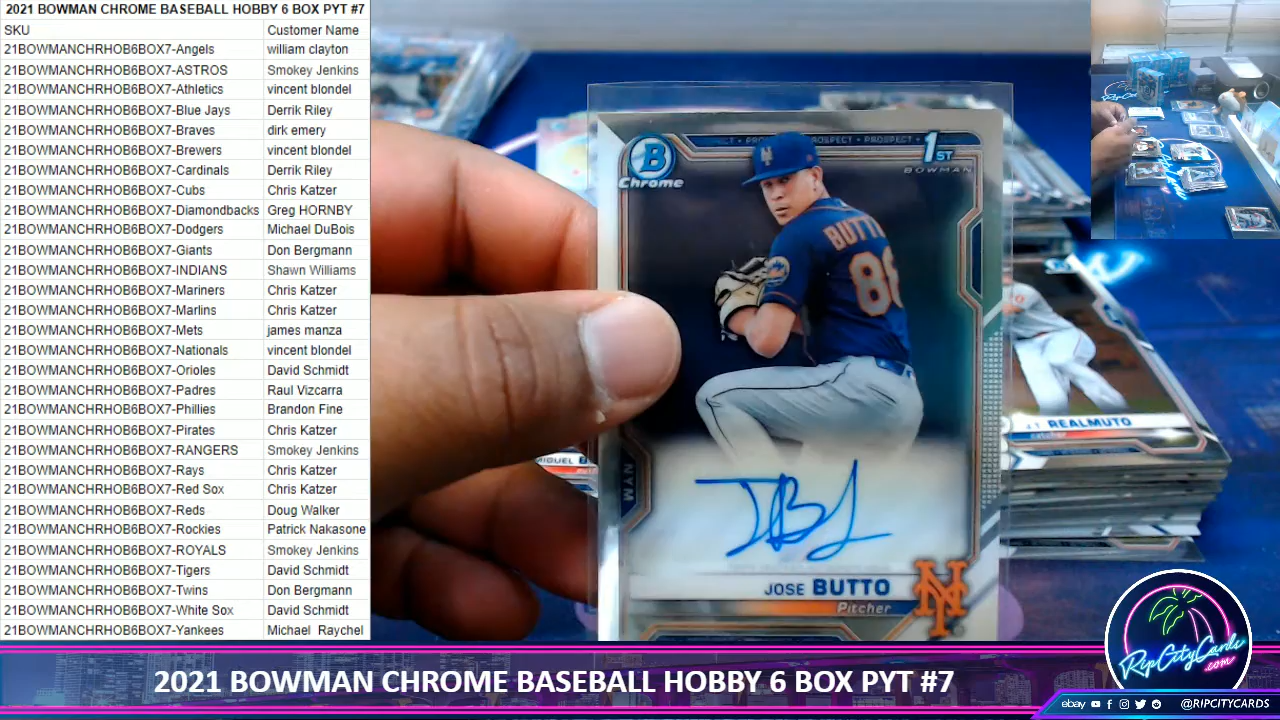 2021 BOWMAN CHROME BASEBALL HOBBY 6 BOX PYT #7
SKU Customer Name
21BOWMANCHRHOB6BOX7-Angels william clayton
21BOWMANCHRHOB6BOX7-ASTROS Smokey Jenkins
21BOWMANCHRHOB6BOX7-Athletics vincent blondel
21BOWMANCHRHOB6BOX7-Blue Jays Derrik Riley
21BOWMANCHRHOB6BOX7-Braves dirk emery
21BOWMANCHRHOB6BOX7-Brewers vincent blondel
21BOWMANCHRHOB6BOX7-Cardinals Derrik Riley
21BOWMANCHRHOB6BOX7-Cubs Chris Katzer
21BOWMANCHRHOB6BOX7-Diamondbacks Greg HORNBY
21BOWMANCHRHOB6BOX7-Dodgers Michael DuBois
21BOWMANCHRHOB6BOX7-Giants Don Bergmann
21BOWMANCHRHOB6BOX7-INDIANS Shawn Williams
21BOWMANCHRHOB6BOX7-Mariners Chris Katzer
21BOWMANCHRHOB6BOX7-Marlins Chris Katzer
21BOWMANCHRHOB6BOX7-Mets james manza
21BOWMANCHRHOB6BOX7-Nationals vincent blondel
21BOWMANCHRHOB6BOX7-Orioles David Schmidt
21BOWMANCHRHOB6BOX7-Padres Raul Vizcarra
21BOWMANCHRHOB6BOX7-Phillies Brandon Fine
21BOWMANCHRHOB6BOX7-Pirates Chris Katzer
21BOWMANCHRHOB6BOX7-RANGERS Smokey Jenkins
21BOWMANCHRHOB6BOX7-Rays Chris Katzer
21BOWMANCHRHOB6BOX7-Red Sox Chris Katzer
21BOWMANCHRHOB6BOX7-Reds Doug Walker
21BOWMANCHRHOB6BOX7-Rockies Patrick Nakasone
21BOWMANCHRHOB6BOX7-ROYALS Smokey Jenkins
21BOWMANCHRHOB6BOX7-Tigers David Schmidt
21BOWMANCHRHOB6BOX7-Twins Don Bergmann
21BOWMANCHRHOB6BOX7-White Sox David Schmidt
21BOWMANCHRHOB6BOX7-Yankees Michael Raychel
B
Chrome
PROSPECT
1ST
BOWMAN
BUTTO
NYM
JOSE BUTTO
Pitcher
NY
MIGUEL
REALMUTO
catcher
2021 BOWMAN CHROME BASEBALL HOBBY 6 BOX PYT #7
RipCityCards
.com
ebay @RIPCITYCARDS